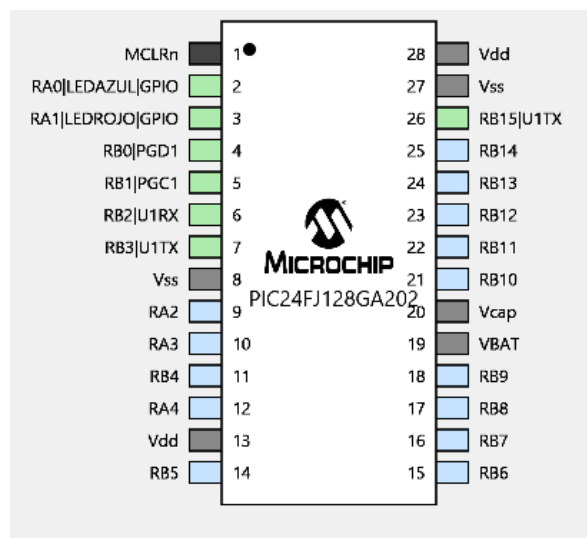 MCLRn 1 28 Vdd
RA0|LEDAZUL|GPIO 2 27 Vss
RA1|LEDROJO|GPIO 3 26 RB15|U1TX
RB0|PGD1 4 25 RB14
RB1|PGC1 5 24 RB13
RB2|U1RX 6 23 RB12
RB3|U1TX 7 22 RB11
MICROCHIP
Vss 8 21 RB10
PIC24FJ128GA202
RA2 9 20 Vcap
RA3 10 19 VBAT
RB4 11 18 RB9
RA4 12 17 RB8
Vdd 13 16 RB7
RB5 14 15 RB6